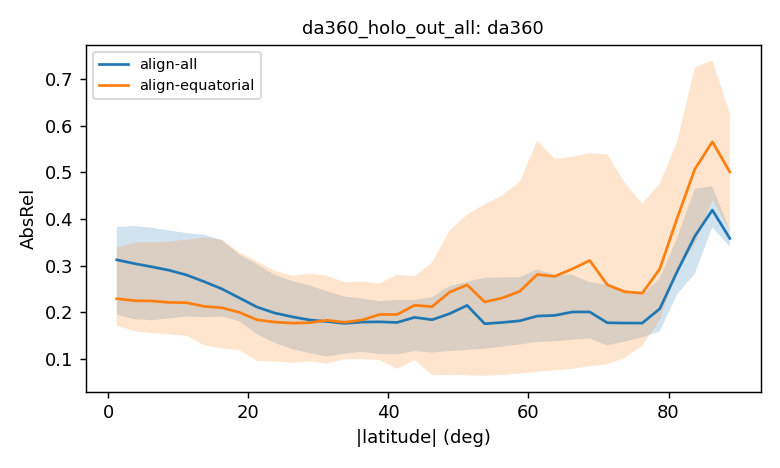 da360_holo_out_all: da360
align-all
align-equatorial
AbsRel
0.7
0.6
0.5
0.4
0.3
0.2
0.1
0 20 40 60 80
|latitude| (deg)